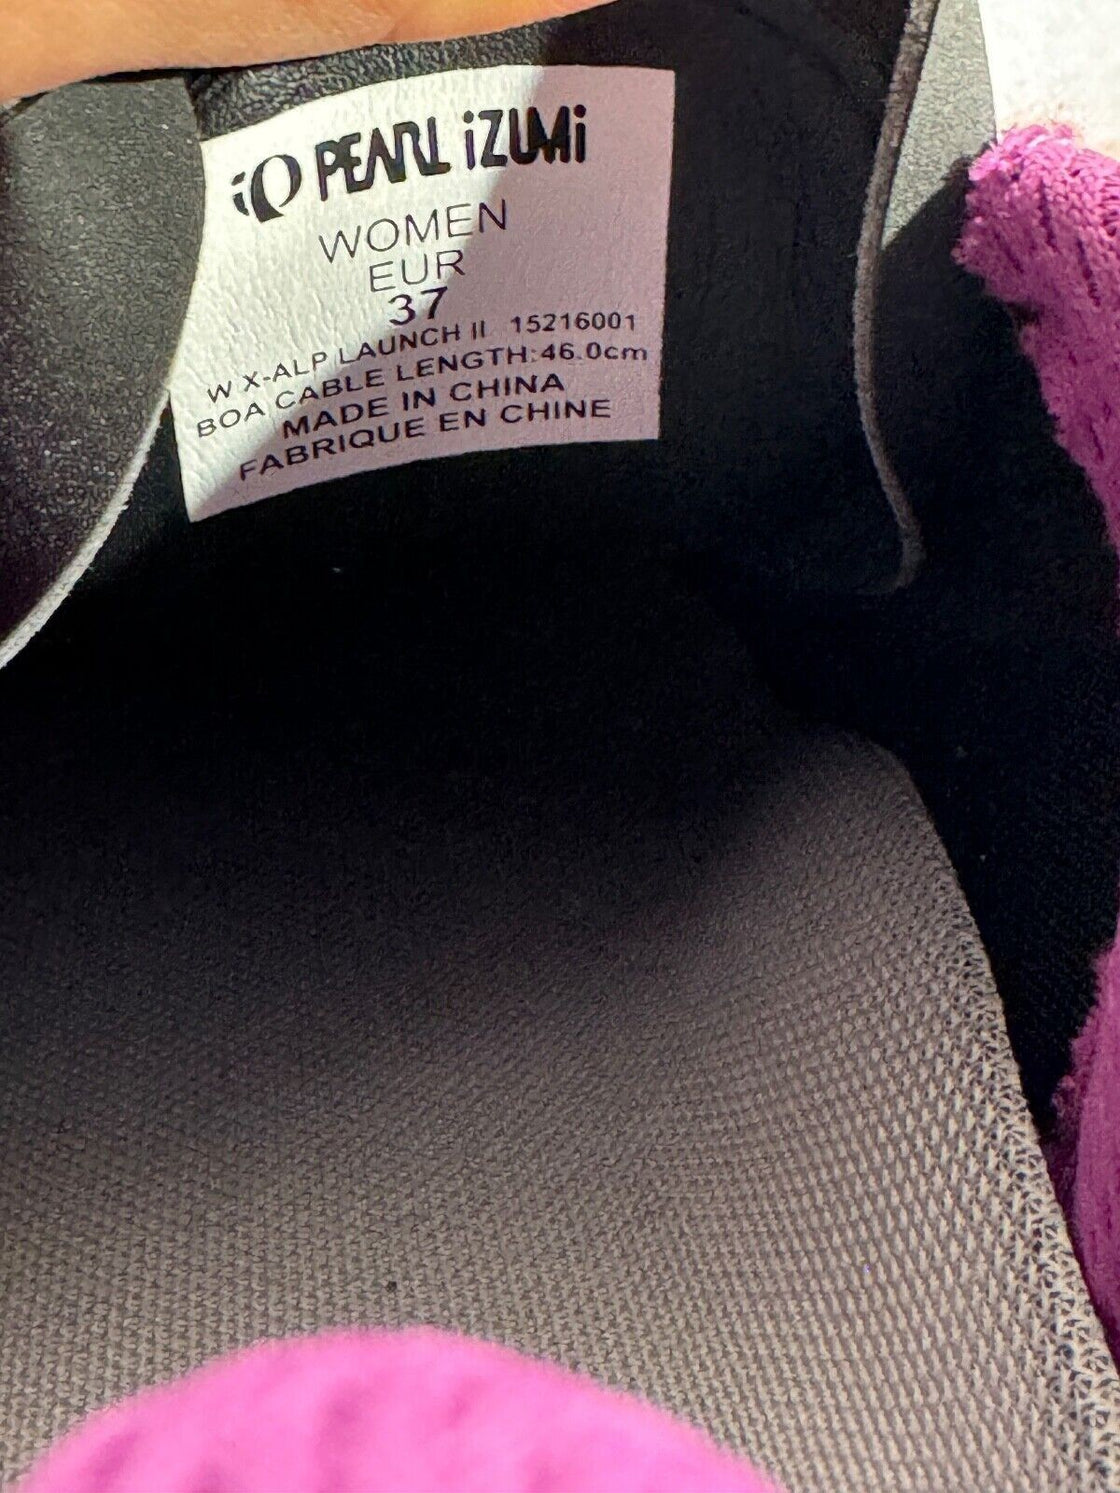 PEARL iZUMi
WOMEN
EUR
37
W X-ALP LAUNCH II 15216001
BOA CABLE LENGTH:46.0cm
MADE IN CHINA
FABRIQUE EN CHINE